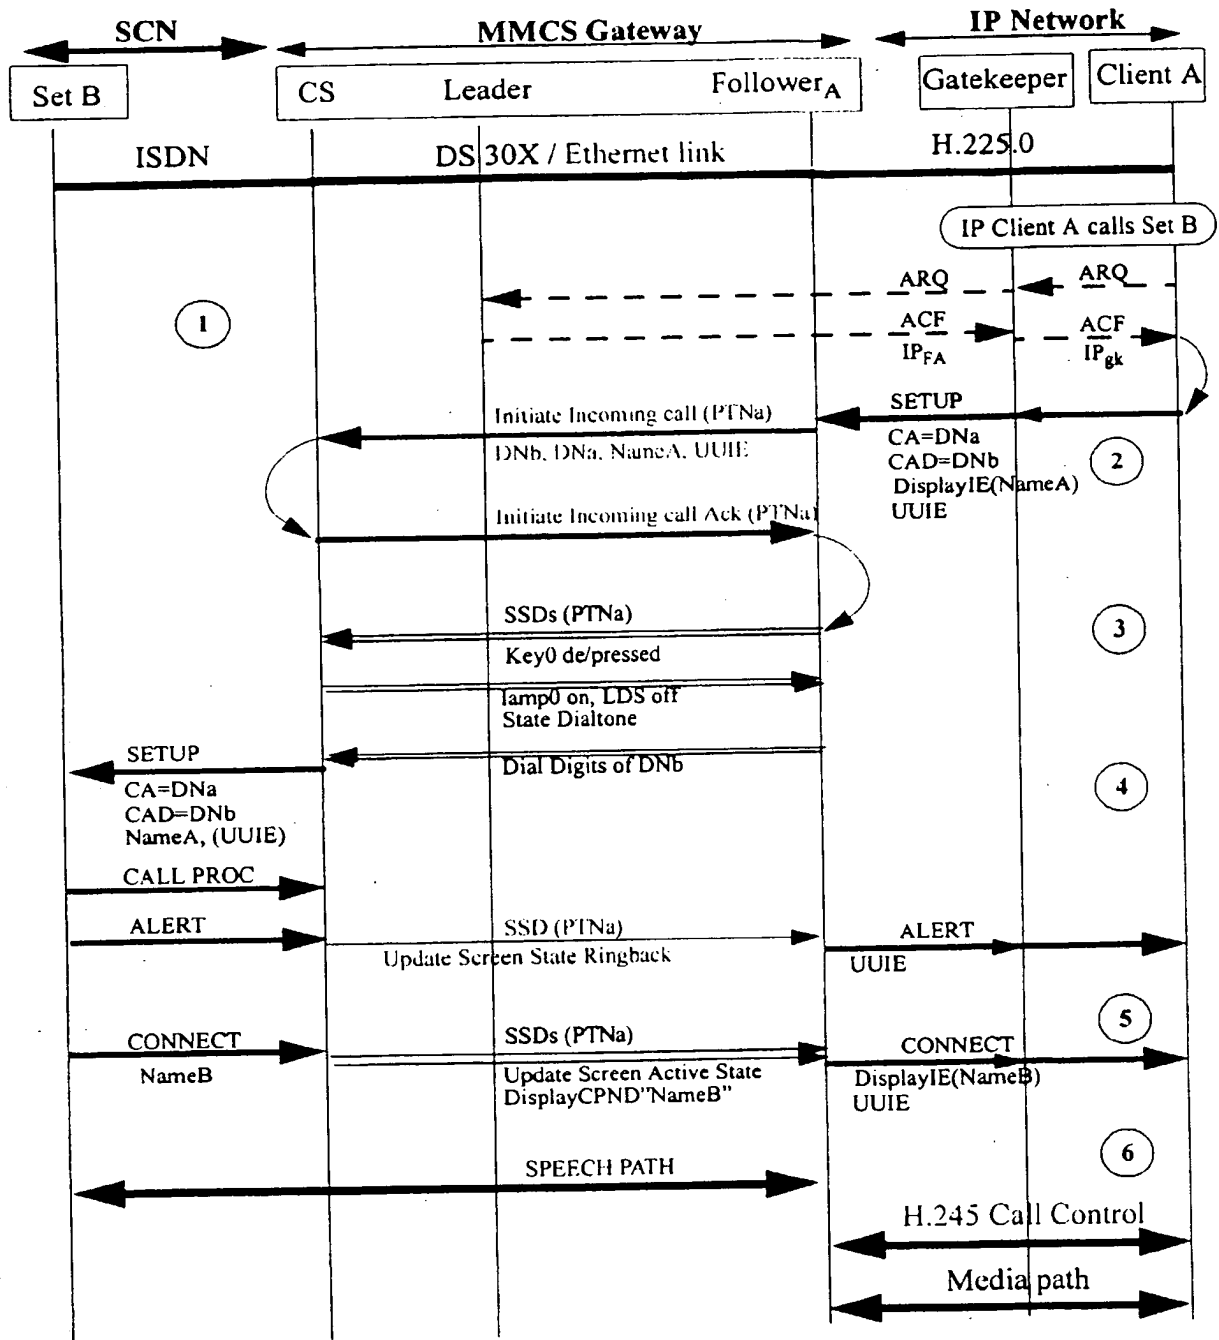 SCN
MMCS Gateway
IP Network
Set B
CS
Leader
FollowerA
Gatekeeper
Client A
ISDN
DS 30X / Ethernet link
H.225.0
IP Client A calls Set B
ARQ
ARQ
1
ACF
ACF
IPFA
IPgk
SETUP
Initiate Incoming call (PTNa)
DNb, DNa, NameA, UUIE
CA=DNa
CAD=DNb
DisplayIE(NameA)
UUIE
2
Initiate Incoming call Ack (PTNa)
SSDs (PTNa)
3
Key0 de/pressed
lamp0 on, LDS off
State Dialtone
SETUP
Dial Digits of DNb
CA=DNa
CAD=DNb
NameA, (UUIE)
4
CALL PROC
ALERT
SSD (PTNa)
ALERT
Update Screen State Ringback
UUIE
5
CONNECT
SSDs (PTNa)
CONNECT
NameB
Update Screen Active State
DisplayCPND"NameB"
DisplayIE(NameB)
UUIE
6
SPEECH PATH
H.245 Call Control
Media path